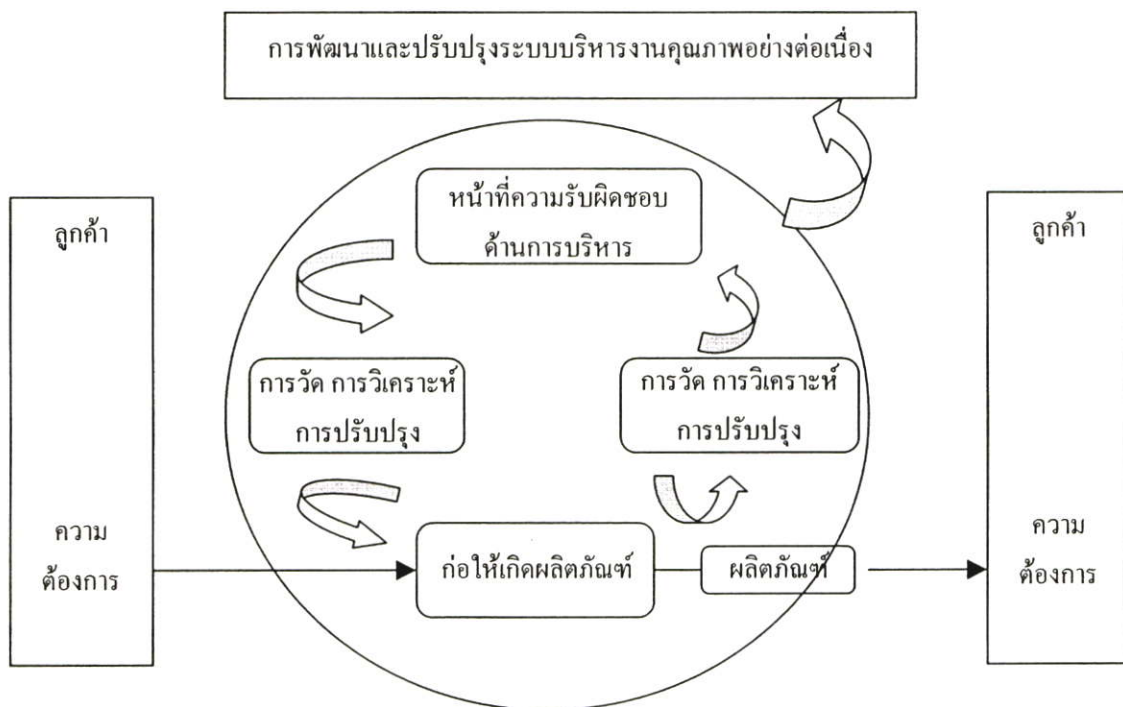 การพัฒนาและปรับปรุงระบบบริหารงานคุณภาพอย่างต่อเนื่อง
หน้าที่ความรับผิดชอบ
ด้านการบริหาร
ลูกค้า
ลูกค้า
การวัด การวิเคราะห์
การปรับปรุง
การวัด การวิเคราะห์
การปรับปรุง
ความ
ต้องการ
ก่อให้เกิดผลิตภัณฑ์
ผลิตภัณฑ์
ความ
ต้องการ